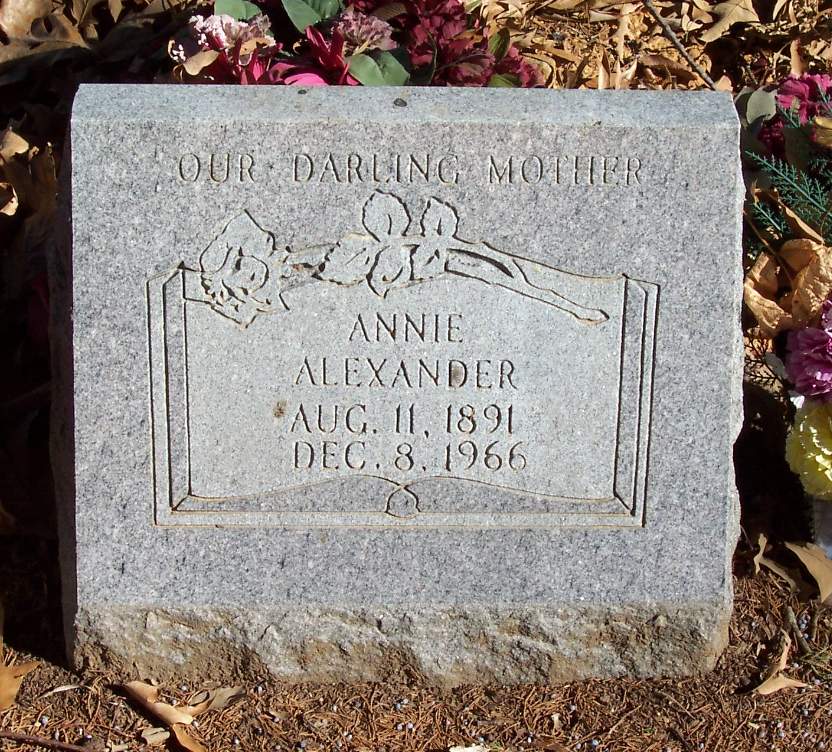 OUR DARLING MOTHER
ANNIE
ALEXANDER
AUG. 11, 1891
DEC. 8, 1966